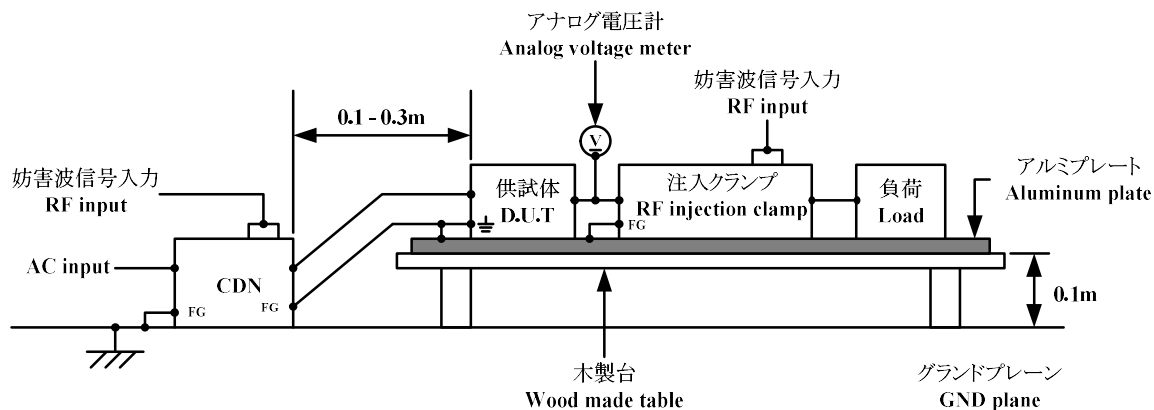 アナログ電圧計
Analog voltage meter
妨害波信号入力
RF input
0.1 - 0.3m
V
妨害波信号入力
RF input
供試体
D.U.T
注入クランプ
RF injection clamp
FG
負荷
Load
アルミプレート
Aluminum plate
AC input
CDN
FG
FG
0.1m
木製台
Wood made table
グランドプレーン
GND plane